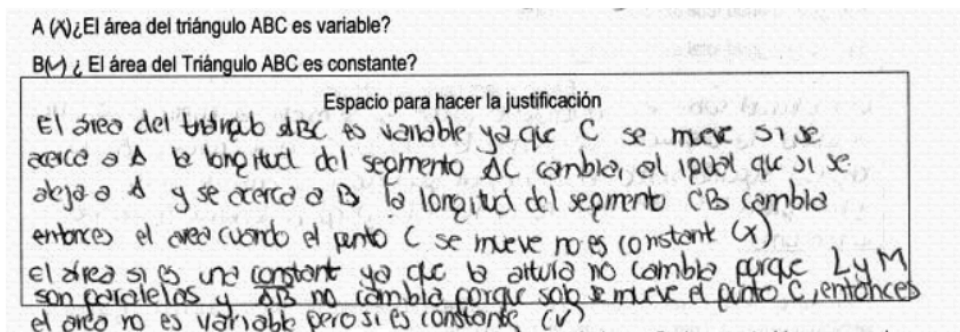 A (X)¿El área del triángulo ABC es variable?
B(✓) ¿ El área del Triángulo ABC es constante?
Espacio para hacer la justificación
El área del triángulo ABC es variable ya que C se mueve si se
acerca a A la longitud del segmento AC cambia, al igual que si se
aleja a A y se acerca a B la longitud del segmento CB cambia
entonces el area cuando el punto C se mueve no es constant (X)
el área si es una constant ya que la altura no cambia porque L y M
son paralelas y AB no cambia porque solo se mueve el punto C, entonces
el area no es variable pero si es constante (V)